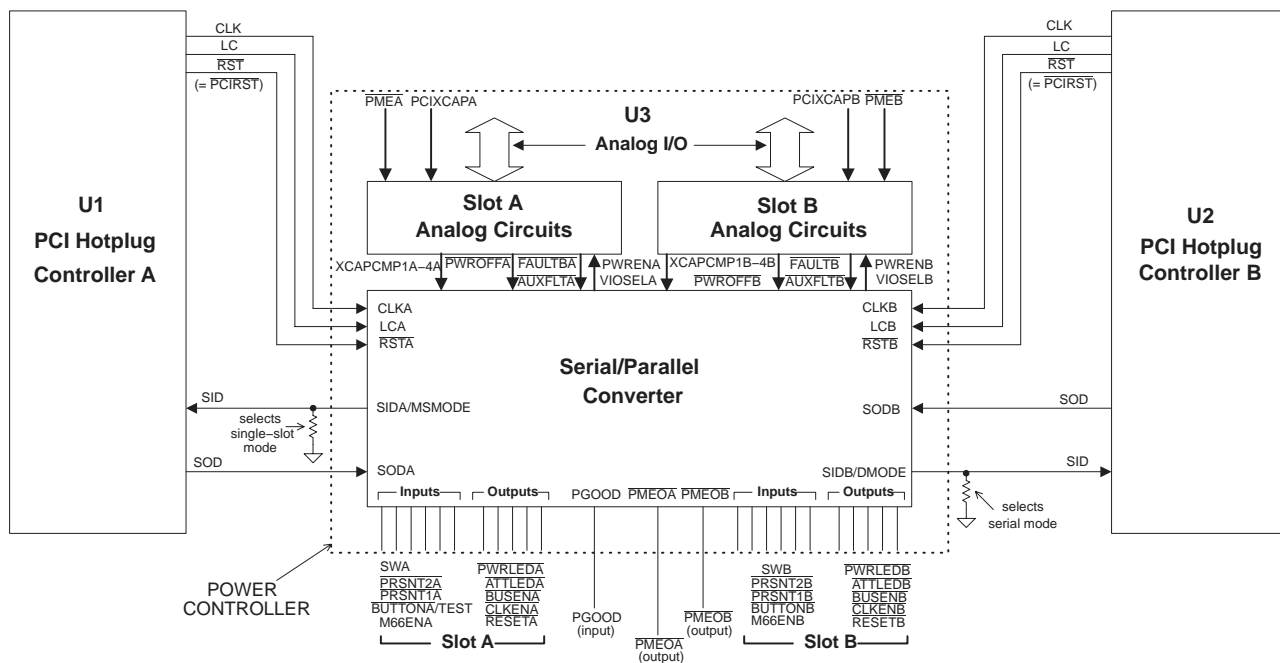 CLK
LC
RST
(= PCIRST)
U1
PCI Hotplug
Controller A
SID
selects
single–slot
mode
SOD
PMEA PCIXCAPA
U3
Analog I/O
PCIXCAPB PMEB
Slot A
Analog Circuits
Slot B
Analog Circuits
XCAPCMP1A–4A PWROFFA FAULTBA PWRENA
AUXFLTA VIOSELA
XCAPCMP1B–4B FAULTB PWRENB
PWROFFB AUXFLTB VIOSELB
CLKA
LCA
RSTA
Serial/Parallel
Converter
CLKB
LCB
RSTB
SIDA/MSMODE
SODB
SODA
SIDB/DMODE
Inputs Outputs PGOOD PMEOA PMEOB Inputs Outputs
CLK
LC
RST
(= PCIRST)
U2
PCI Hotplug
Controller B
SOD
SID
selects
serial mode
POWER
CONTROLLER
SWA
PRSNT2A
PRSNT1A
BUTTONA/TEST
M66ENA
PWRLEDA
ATTLEDA
BUSENA
CLKENA
RESETA
Slot A
PGOOD
(input)
PMEOA
(output)
PMEOB
(output)
SWB
PRSNT2B
PRSNT1B
BUTTONB
M66ENB
PWRLEDB
ATTLEDB
BUSENB
CLKENB
RESETB
Slot B